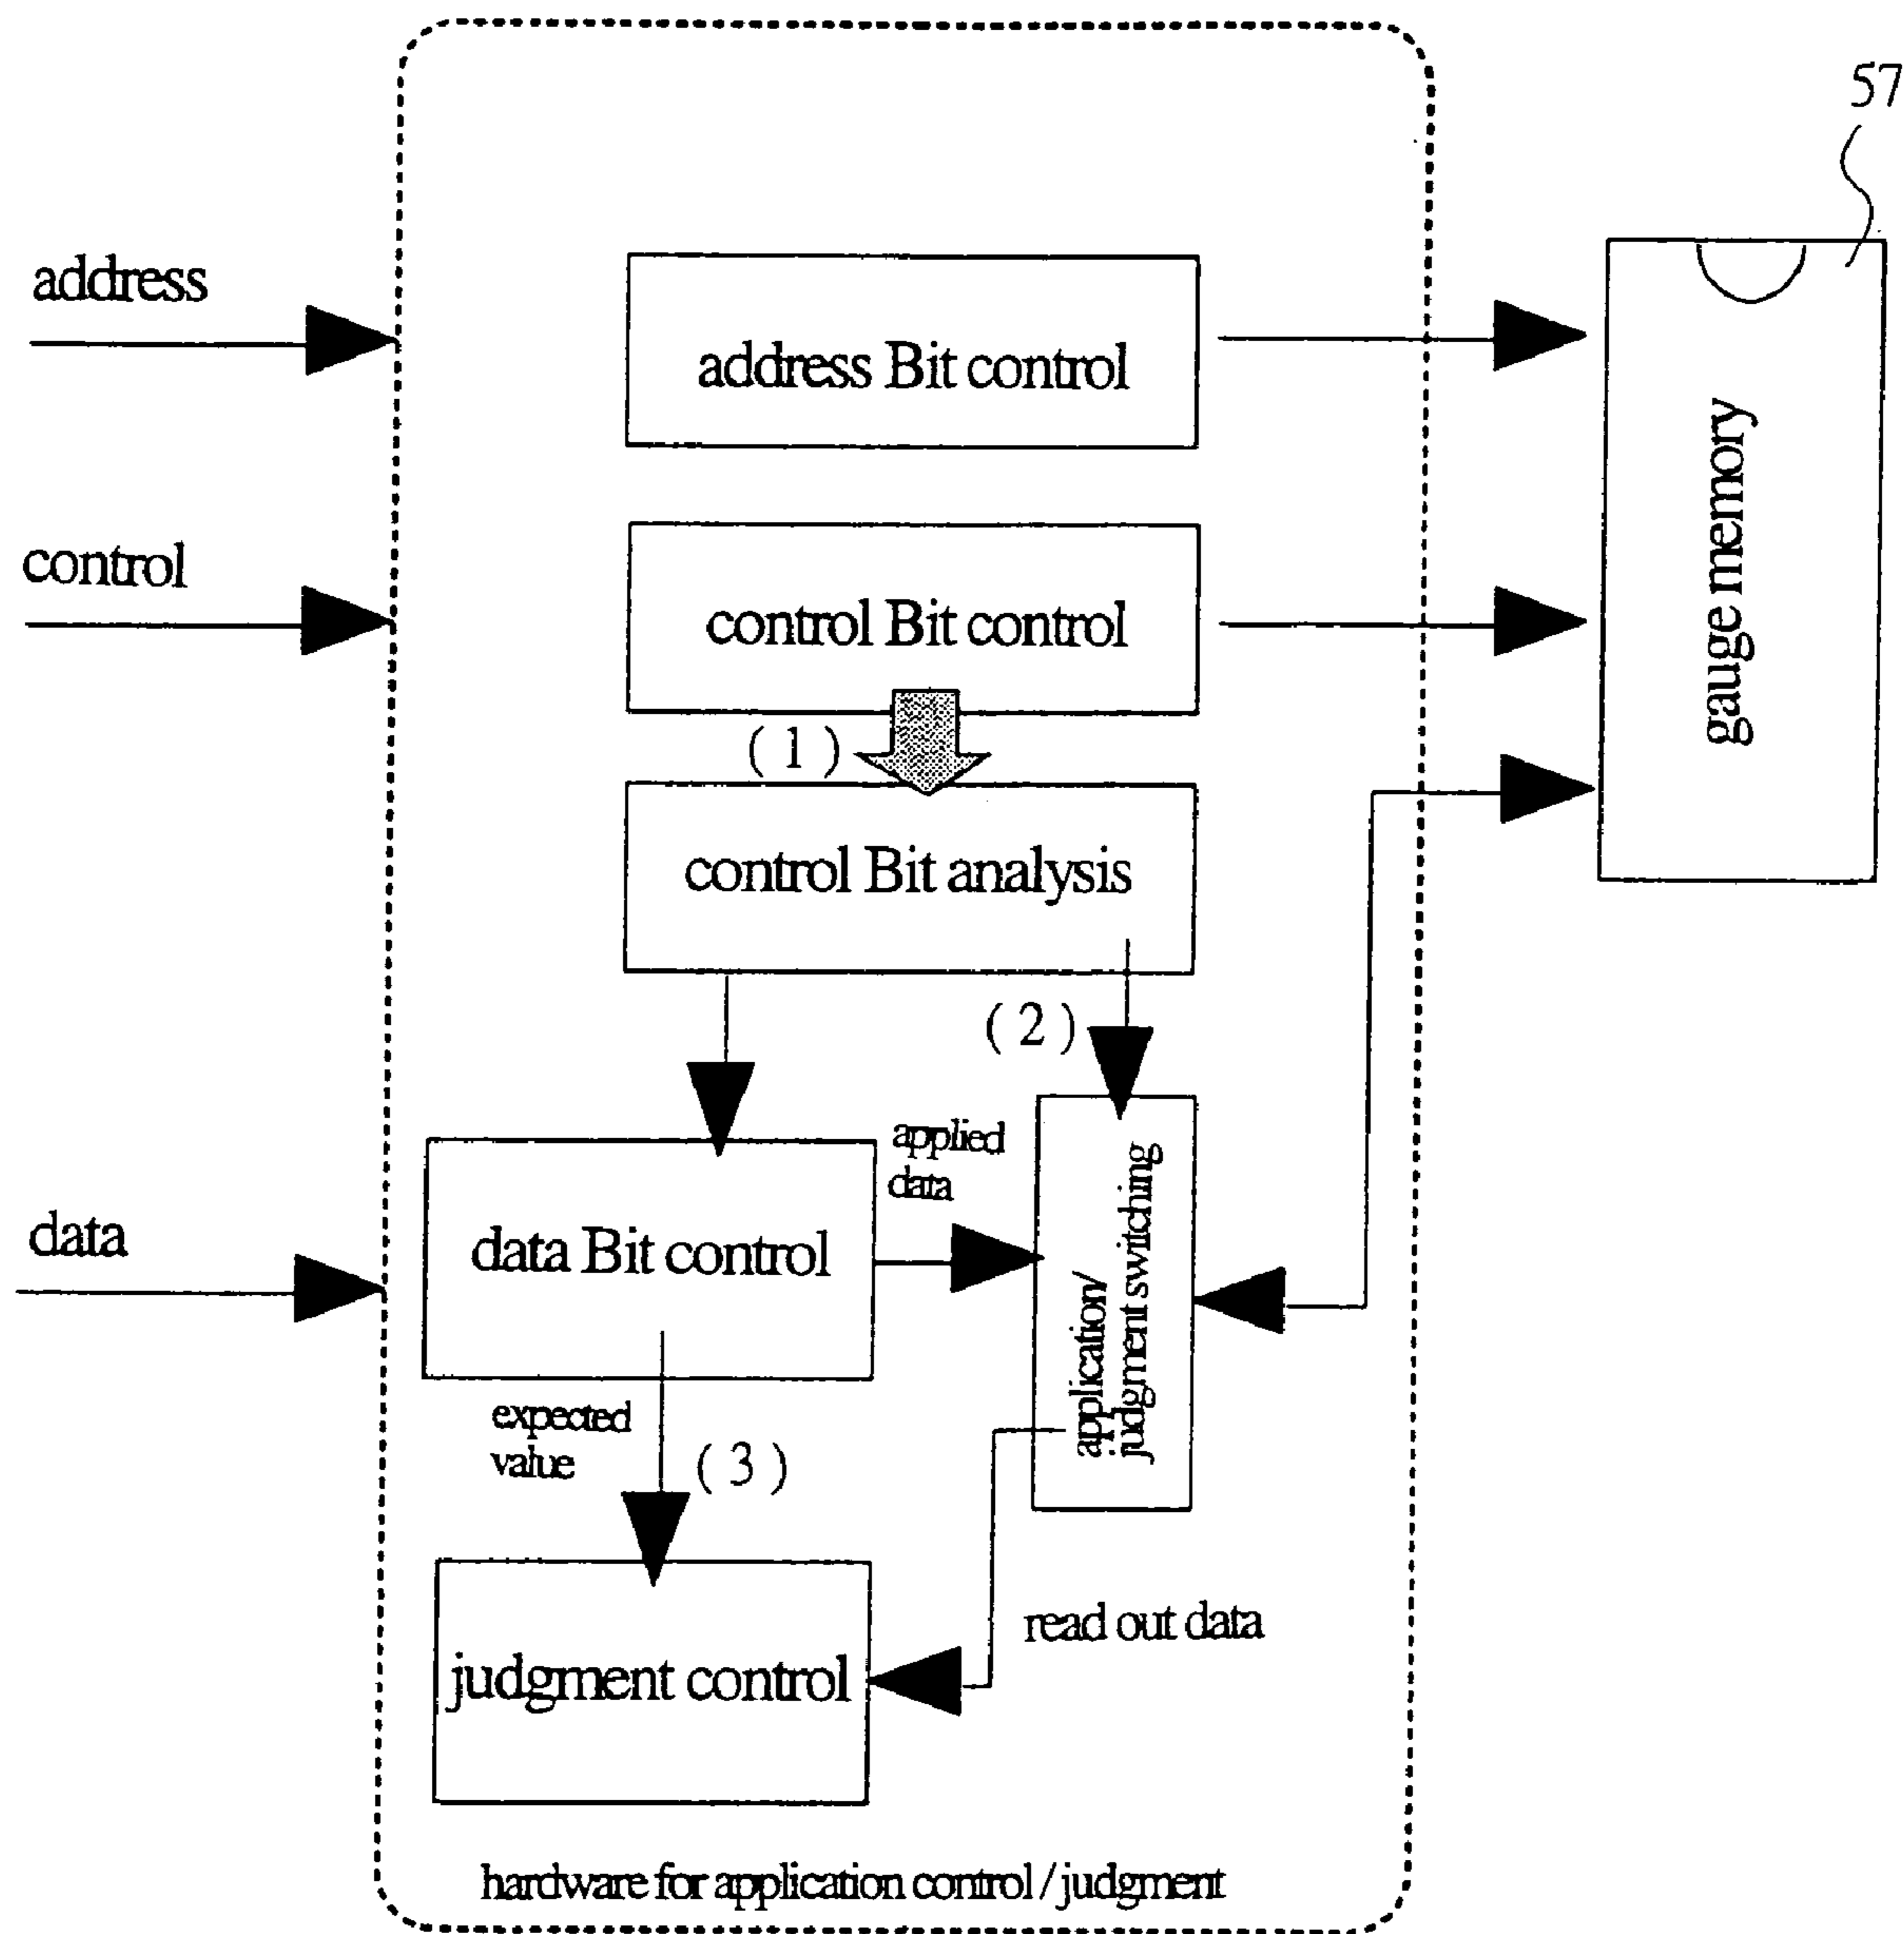 57
address
address Bit control
control
control Bit control
gauge memory
( 1 )
control Bit analysis
( 2 )
applied
data
data
data Bit control
application/
judgment switching
expected
value
( 3 )
read out data
judgment control
hardware for application control / judgment